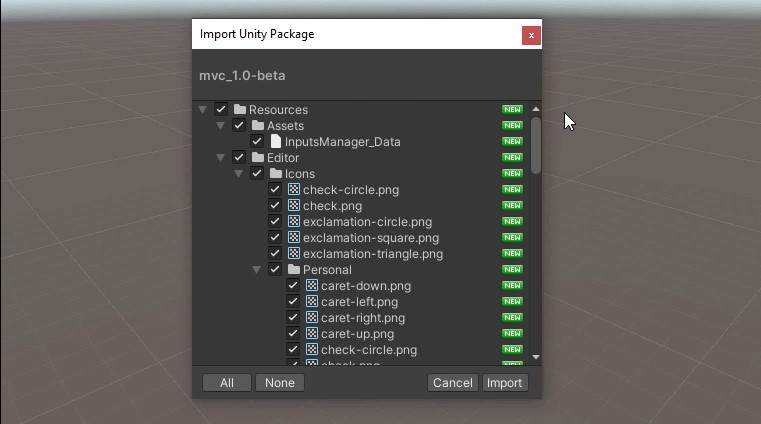 Import Unity Package
x
mvc_1.0-beta
Resources NEW
Assets NEW
InputsManager_Data NEW
Editor NEW
Icons NEW
check-circle.png NEW
check.png NEW
exclamation-circle.png NEW
exclamation-square.png NEW
exclamation-triangle.png NEW
Personal NEW
caret-down.png NEW
caret-left.png NEW
caret-right.png NEW
caret-up.png NEW
check-circle.png NEW
check.png NEW
All None Cancel Import